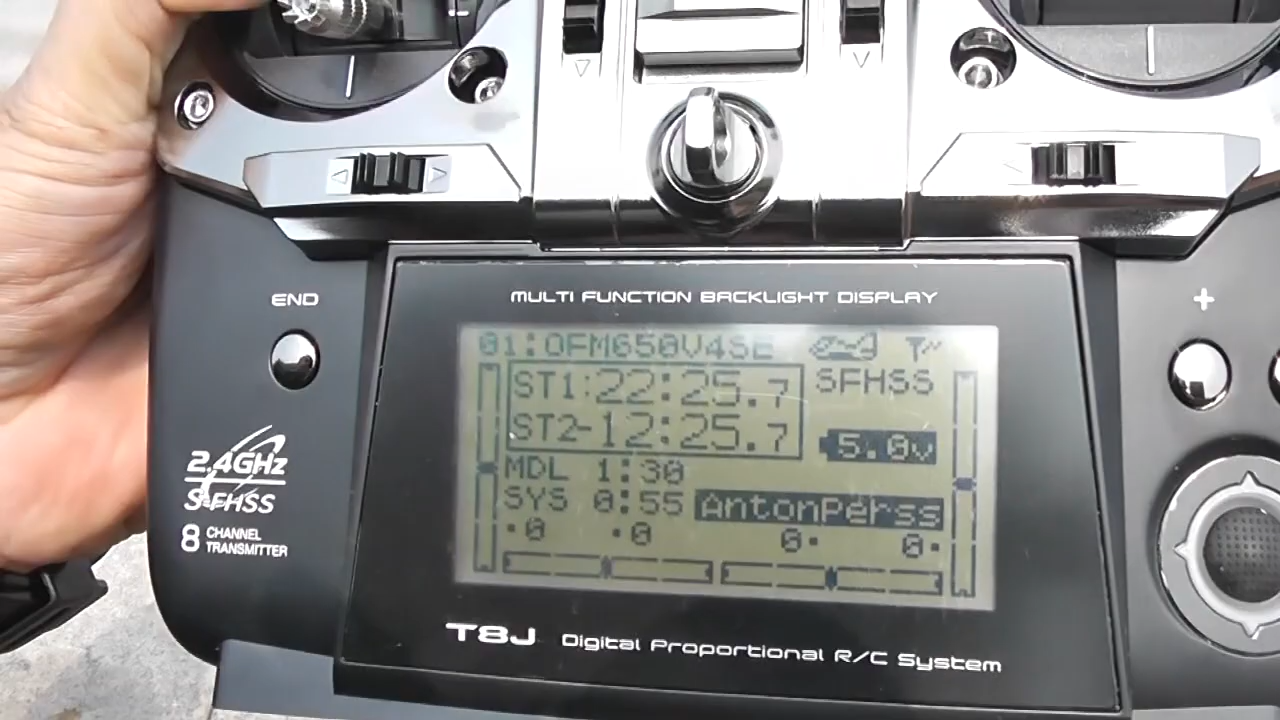 END
MULTI FUNCTION BACKLIGHT DISPLAY
01:OFM650V4SE
ST1:22:25.7
SFHSS
ST2-12:25.7
5.0v
MDL 1:30
SYS 0:55
AntonPerss
·0 ·0 0· 0·
2.4GHz
S-FHSS
8 CHANNEL
TRANSMITTER
T8J Digital Proportional R/C System
+